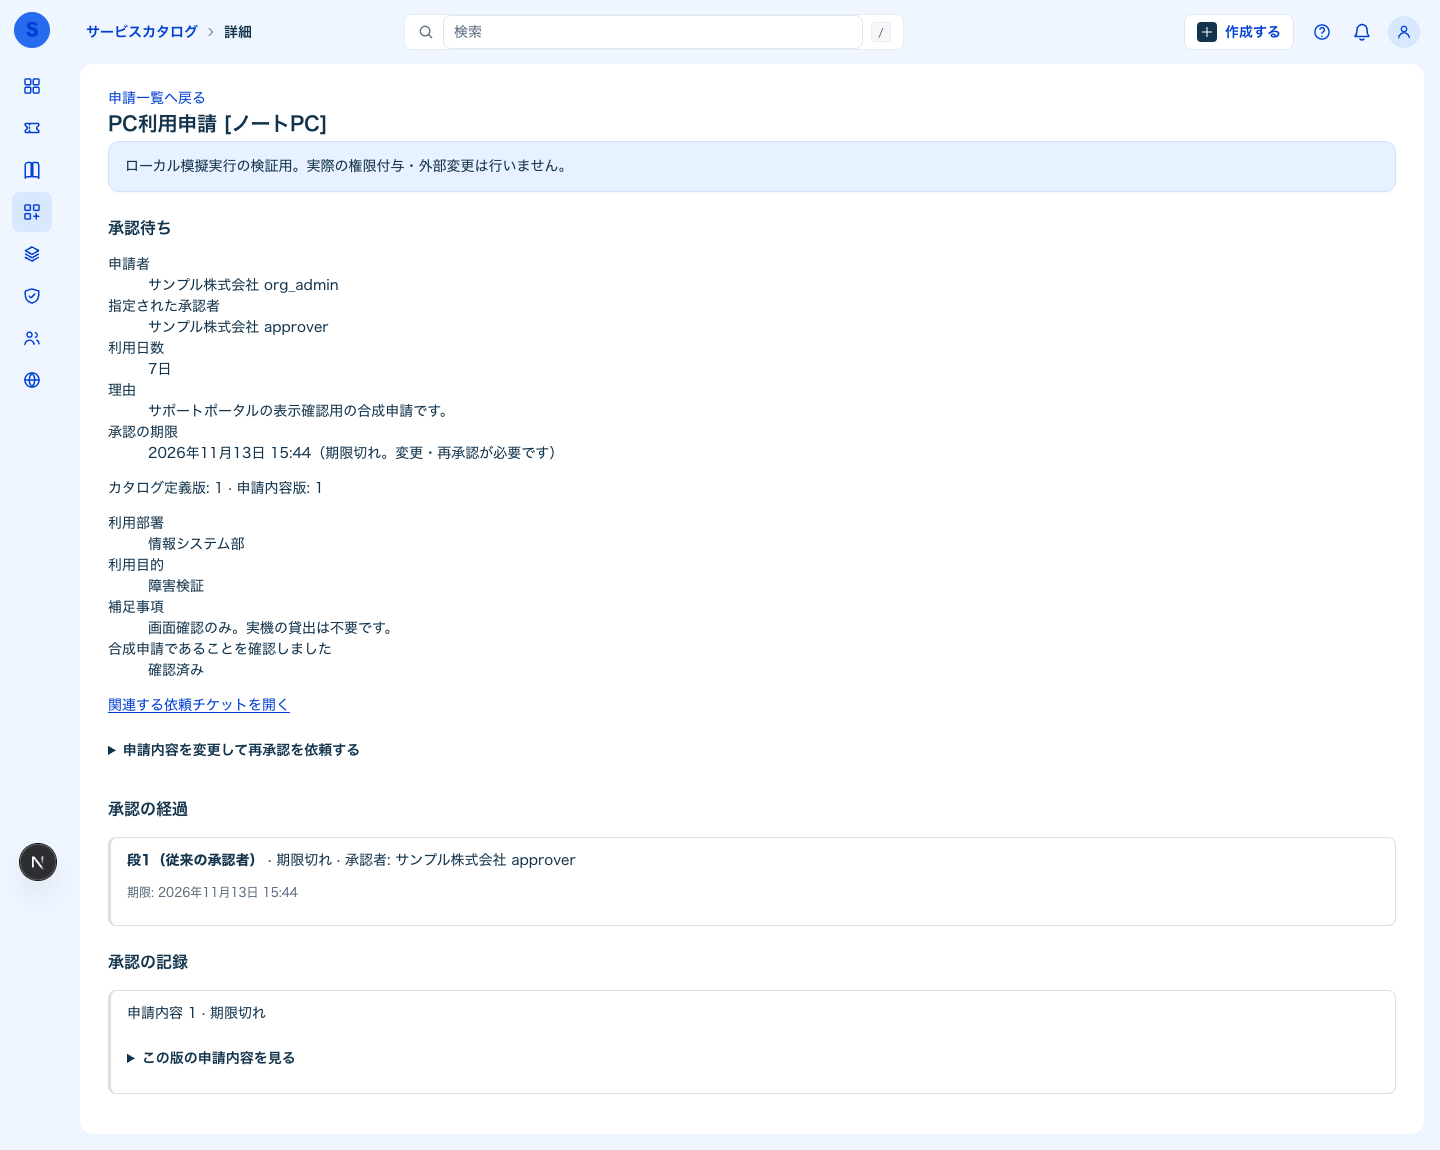 S
サービスカタログ > 詳細
検索
/
作成する
申請一覧へ戻る
PC利用申請 [ノートPC]
ローカル模擬実行の検証用。実際の権限付与・外部変更は行いません。
承認待ち
申請者
サンプル株式会社 org_admin
指定された承認者
サンプル株式会社 approver
利用日数
7日
理由
サポートポータルの表示確認用の合成申請です。
承認の期限
2026年11月13日 15:44（期限切れ。変更・再承認が必要です）
カタログ定義版: 1 · 申請内容版: 1
利用部署
情報システム部
利用目的
障害検証
補足事項
画面確認のみ。実機の貸出は不要です。
合成申請であることを確認しました
確認済み
関連する依頼チケットを開く
▶ 申請内容を変更して再承認を依頼する
承認の経過
N
段1（従来の承認者） · 期限切れ · 承認者: サンプル株式会社 approver
期限: 2026年11月13日 15:44
承認の記録
申請内容 1 · 期限切れ
▶ この版の申請内容を見る